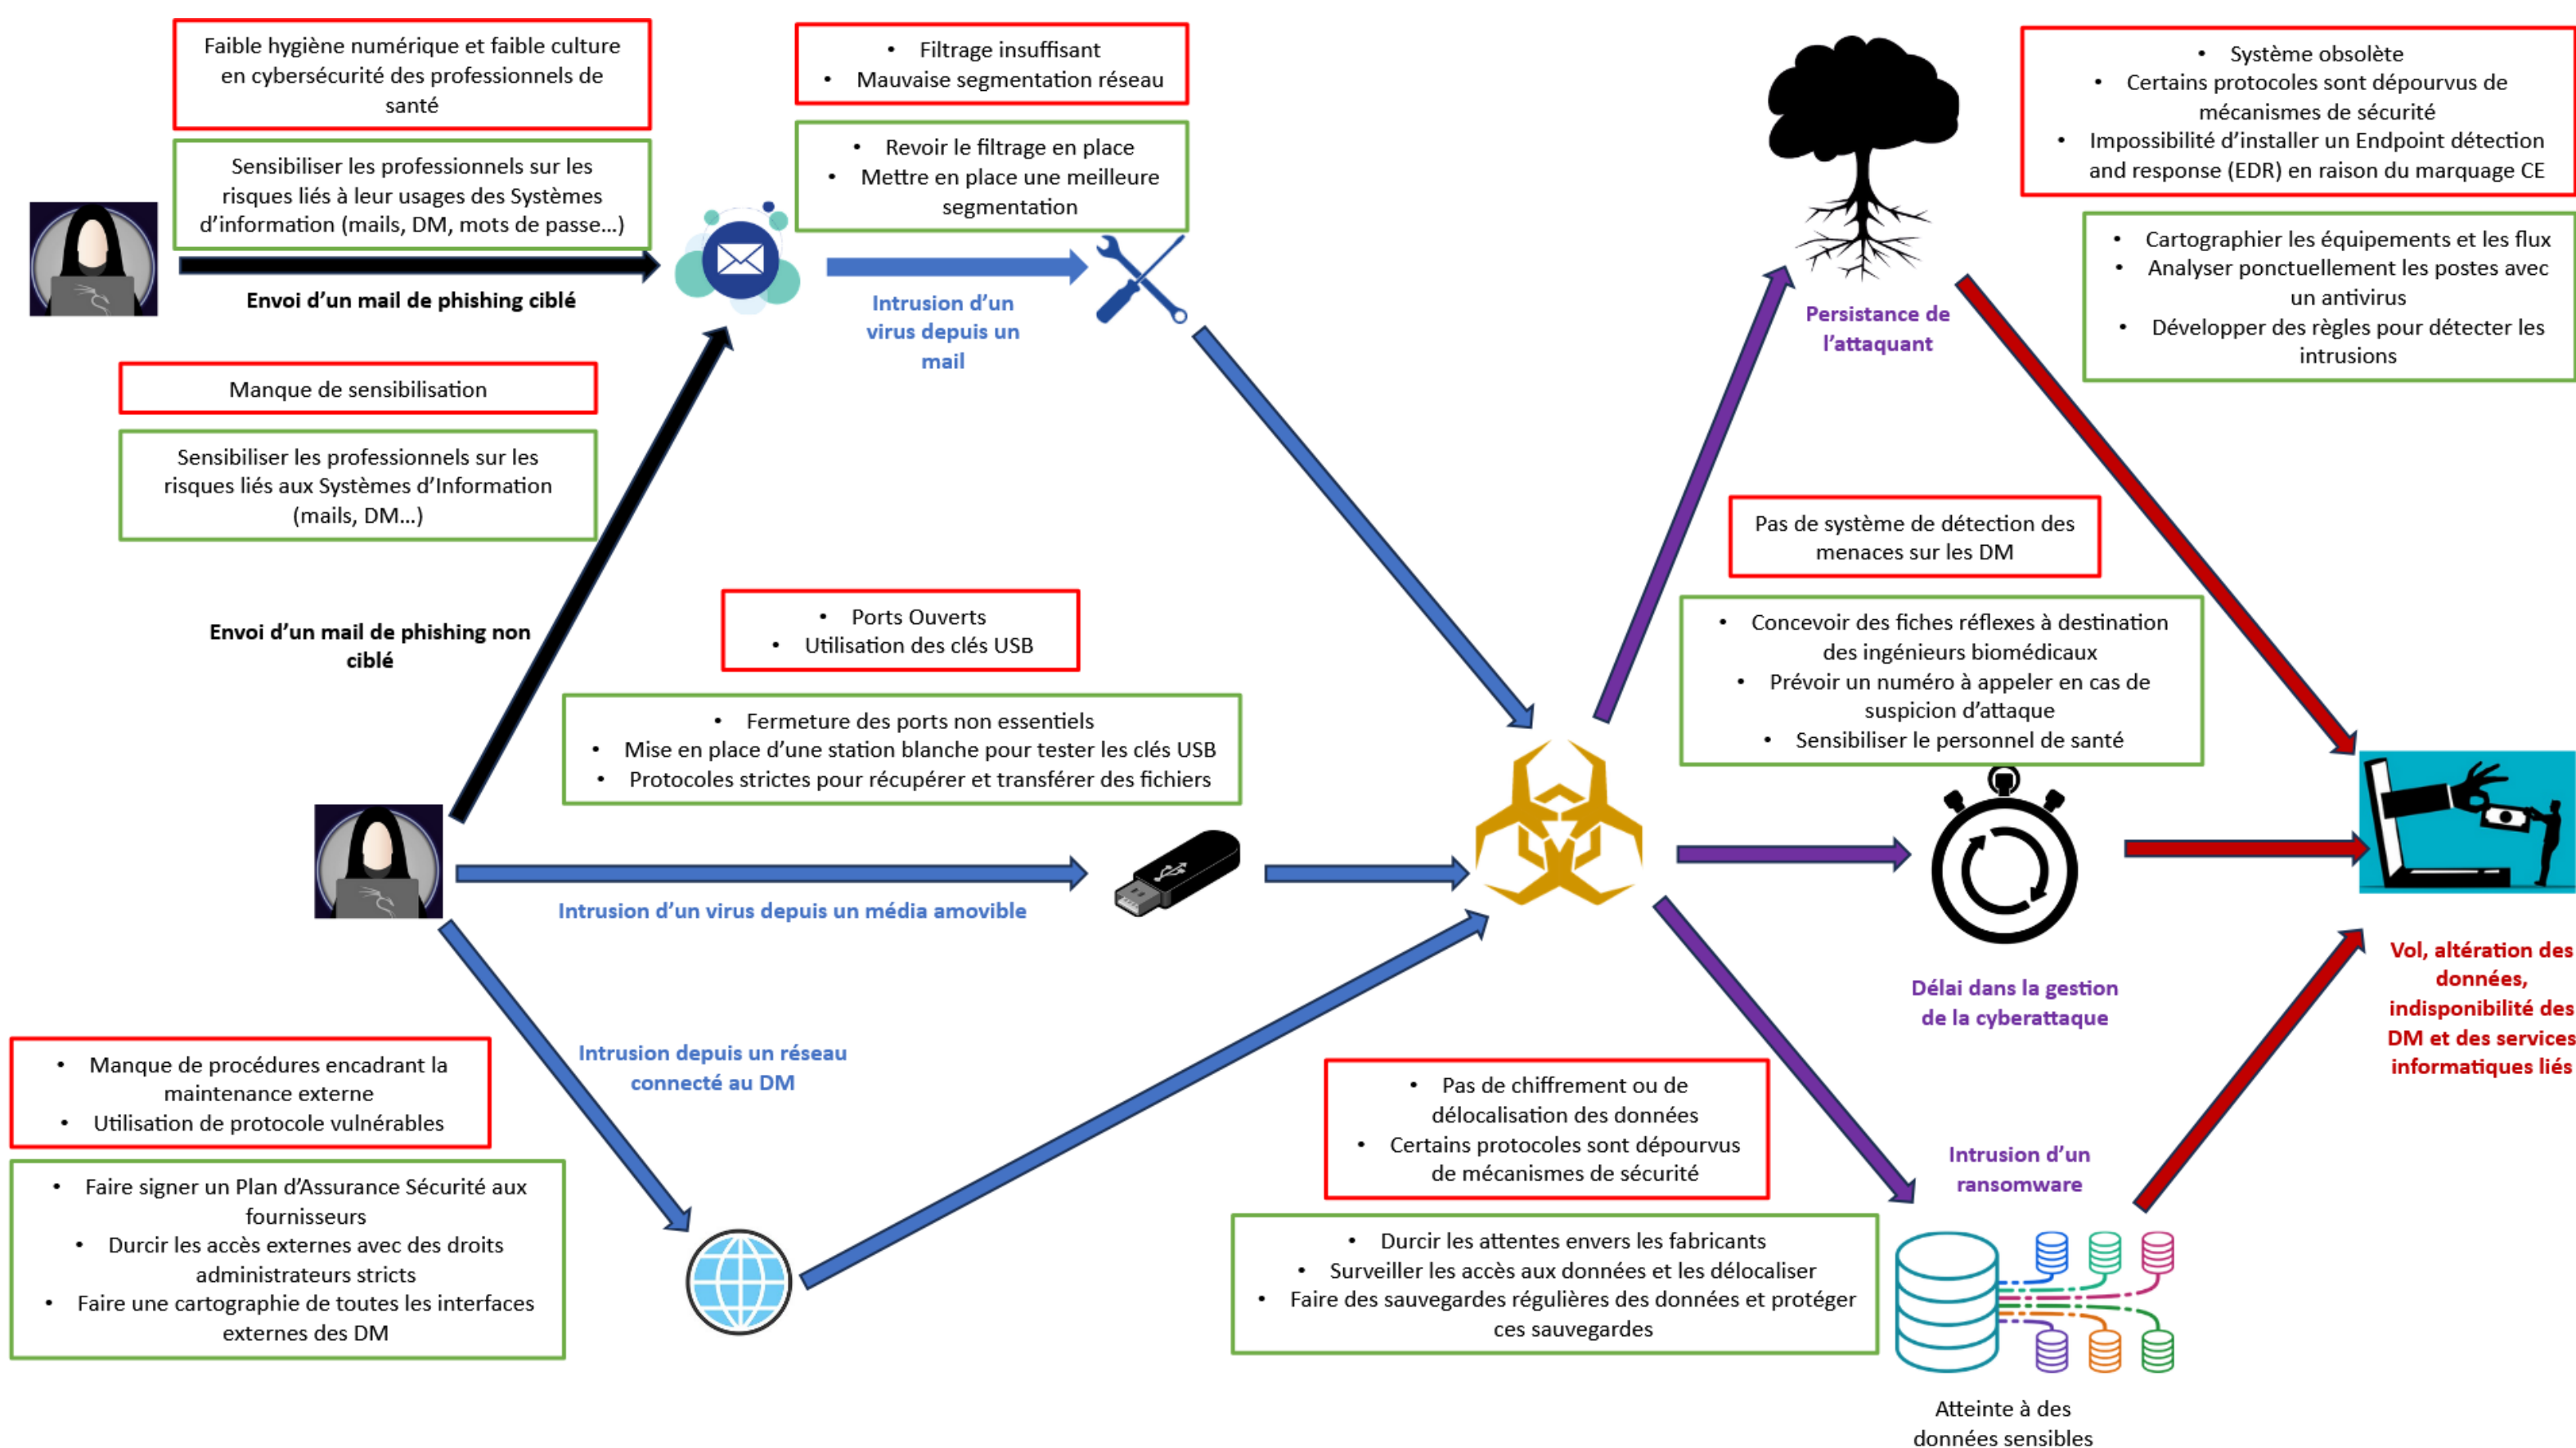 Faible hygiène numérique et faible culture
en cybersécurité des professionnels de
santé
Sensibiliser les professionnels sur les
risques liés à leur usages des Systèmes
d'information (mails, DM, mots de passe…)
Envoi d'un mail de phishing ciblé
• Filtrage insuffisant
• Mauvaise segmentation réseau
• Revoir le filtrage en place
• Mettre en place une meilleure
segmentation
Intrusion d'un
virus depuis un
mail
Manque de sensibilisation
Sensibiliser les professionnels sur les
risques liés aux Systèmes d'Information
(mails, DM…)
Envoi d'un mail de phishing non
ciblé
• Ports Ouverts
• Utilisation des clés USB
• Fermeture des ports non essentiels
• Mise en place d'une station blanche pour tester les clés USB
• Protocoles strictes pour récupérer et transférer des fichiers
Intrusion d'un virus depuis un média amovible
Intrusion depuis un réseau
connecté au DM
• Manque de procédures encadrant la
maintenance externe
• Utilisation de protocole vulnérables
• Faire signer un Plan d'Assurance Sécurité aux
fournisseurs
• Durcir les accès externes avec des droits
administrateurs stricts
• Faire une cartographie de toutes les interfaces
externes des DM
Persistance de
l'attaquant
• Système obsolète
• Certains protocoles sont dépourvus de
mécanismes de sécurité
• Impossibilité d'installer un Endpoint détection
and response (EDR) en raison du marquage CE
• Cartographier les équipements et les flux
• Analyser ponctuellement les postes avec
un antivirus
• Développer des règles pour détecter les
intrusions
Pas de système de détection des
menaces sur les DM
• Concevoir des fiches réflexes à destination
des ingénieurs biomédicaux
• Prévoir un numéro à appeler en cas de
suspicion d'attaque
• Sensibiliser le personnel de santé
Délai dans la gestion
de la cyberattaque
• Pas de chiffrement ou de
délocalisation des données
• Certains protocoles sont dépourvus
de mécanismes de sécurité
• Durcir les attentes envers les fabricants
• Surveiller les accès aux données et les délocaliser
• Faire des sauvegardes régulières des données et protéger
ces sauvegardes
Intrusion d'un
ransomware
Atteinte à des
données sensibles
Vol, altération des
données,
indisponibilité des
DM et des services
informatiques liés